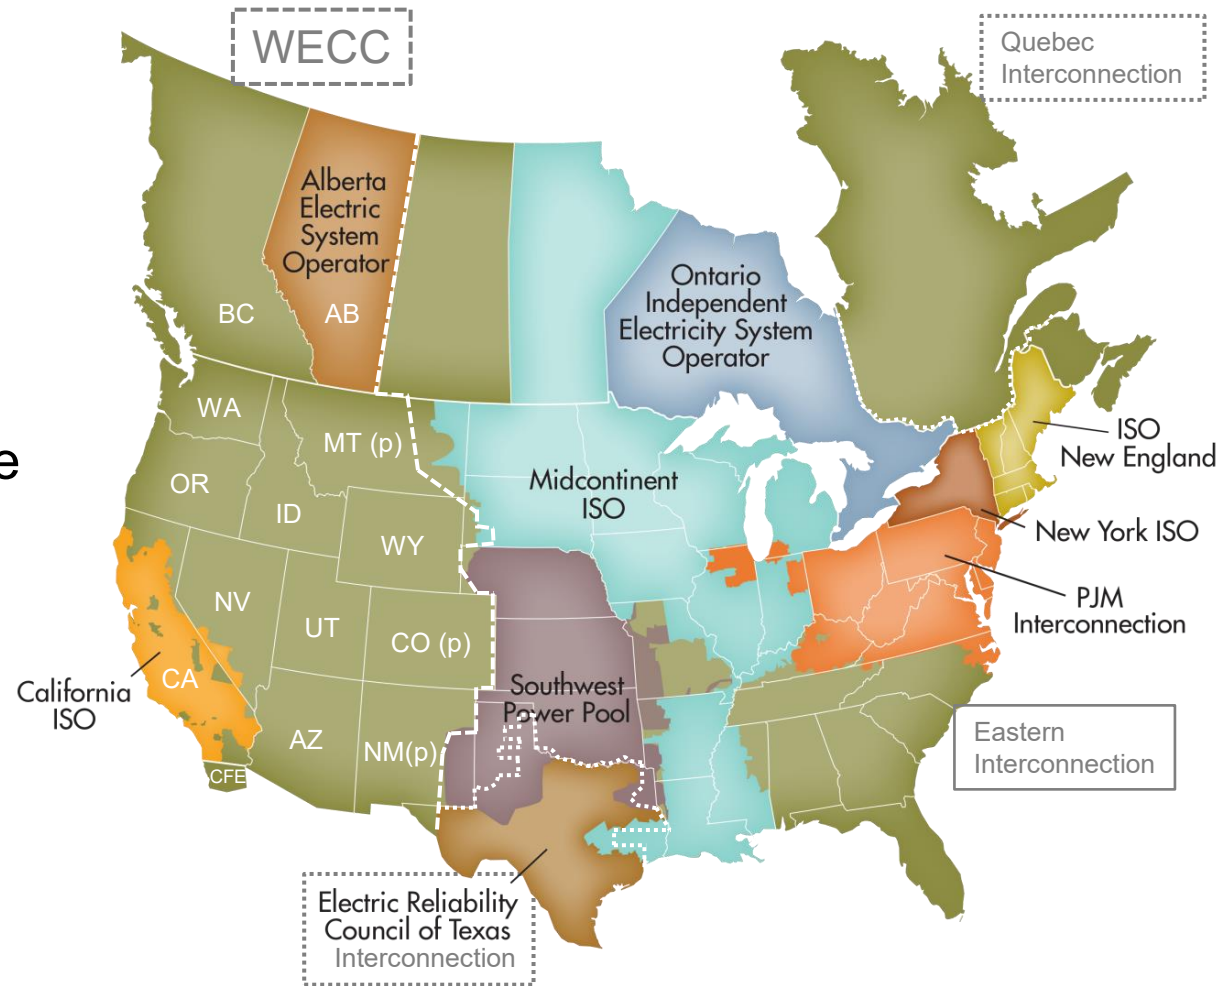 WECC
Quebec
Interconnection
Alberta
Electric
System
Operator
BC
AB
Ontario
Independent
Electricity System
Operator
WA
MT (p)
OR
ID
WY
Midcontinent
ISO
ISO
New England
New York ISO
PJM
Interconnection
e
NV
UT
CO (p)
CA
California
ISO
Southwest
Power Pool
AZ
NM(p)
CFE
Eastern
Interconnection
Electric Reliability
Council of Texas
Interconnection